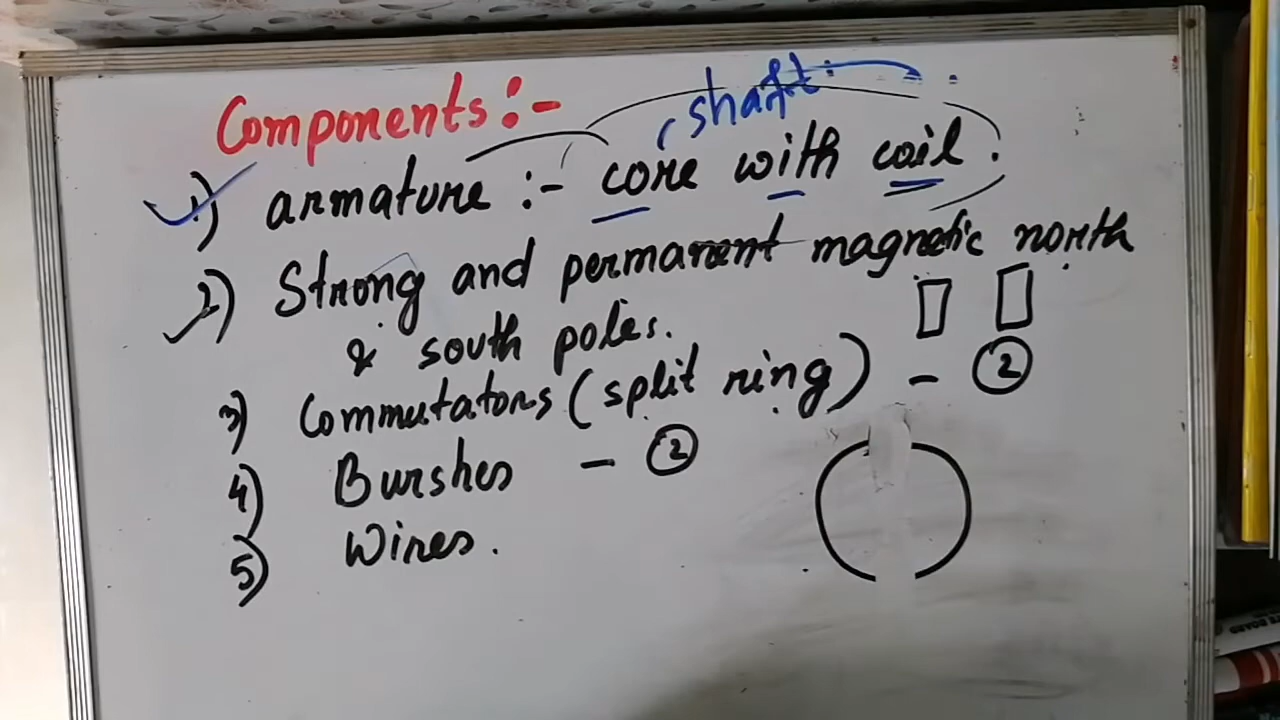 Components:-
shaft.
1) armature :- core with coil.
2) Strong and permanent magnetic north
& south poles.
3) Commutators (split ring) - 2
4) Burshes - 2
5) Wires.
BOARD